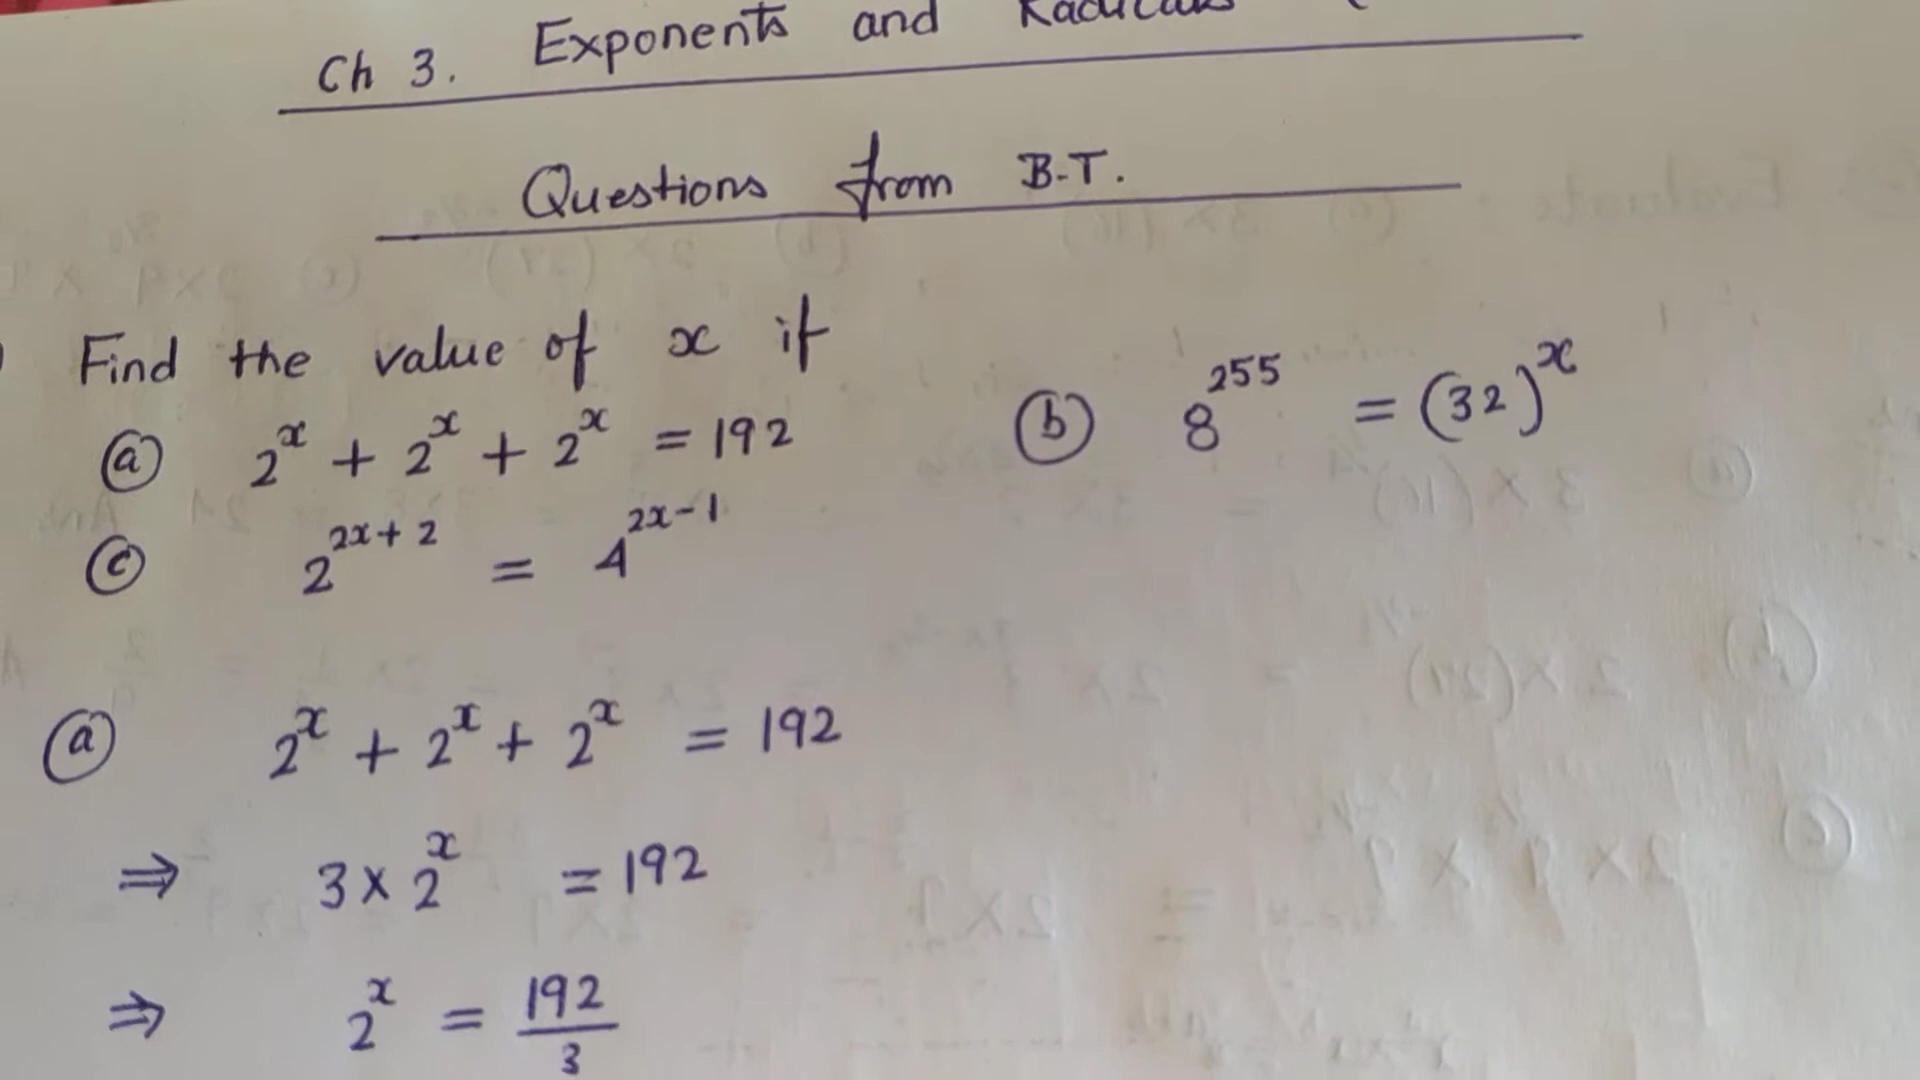 Ch 3. Exponents and Radicals
Questions from B.T.
Find the value of x if
(a) 2^x + 2^x + 2^x = 192 (b) 8^255 = (32)^x
(c) 2^(2x+2) = 4^(2x-1)
(a) 2^x + 2^x + 2^x = 192
⇒ 3 × 2^x = 192
⇒ 2^x = 192/3